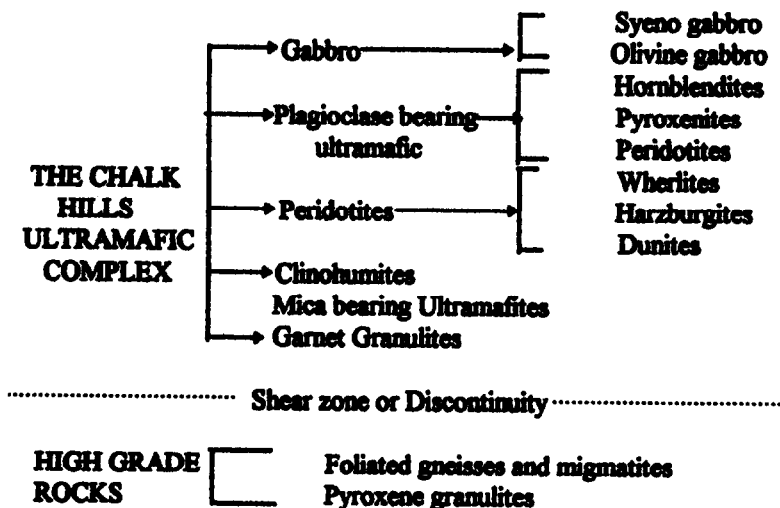 Gabbro
Syeno gabbro
Olivine gabbro
Plagioclase bearing
ultramafic
Hornblendites
Pyroxenites
Peridotites
THE CHALK
HILLS
ULTRAMAFIC
COMPLEX
Peridotites
Wherlites
Harzburgites
Dunites
Clinohumites
Mica bearing Ultramafites
Garnet Granulites
Shear zone or Discontinuity
HIGH GRADE
ROCKS
Foliated gneisses and migmatites
Pyroxene granulites